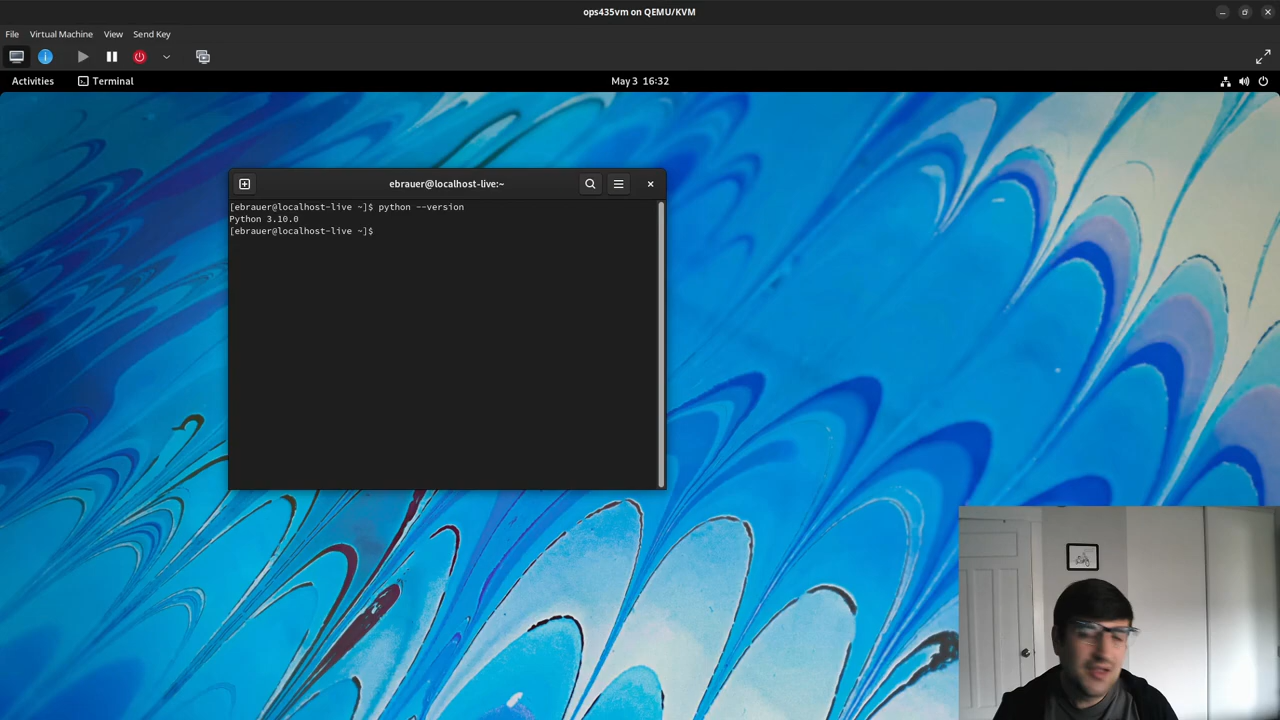 ops435vm on QEMU/KVM
File Virtual Machine View Send Key
Activities Terminal May 3 16:32
ebrauer@localhost-live:~
[ebrauer@localhost-live ~]$ python --version
Python 3.10.0
[ebrauer@localhost-live ~]$